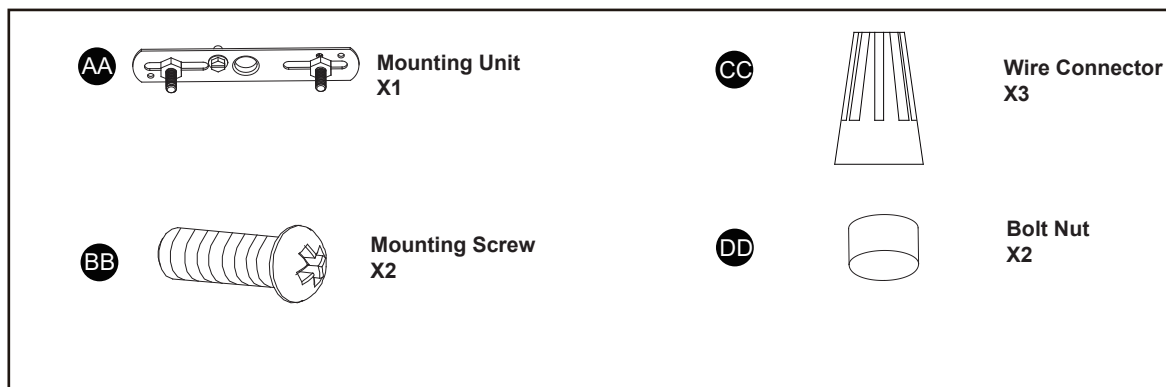 AA
Mounting Unit
X1
BB
Mounting Screw
X2
CC
Wire Connector
X3
DD
Bolt Nut
X2